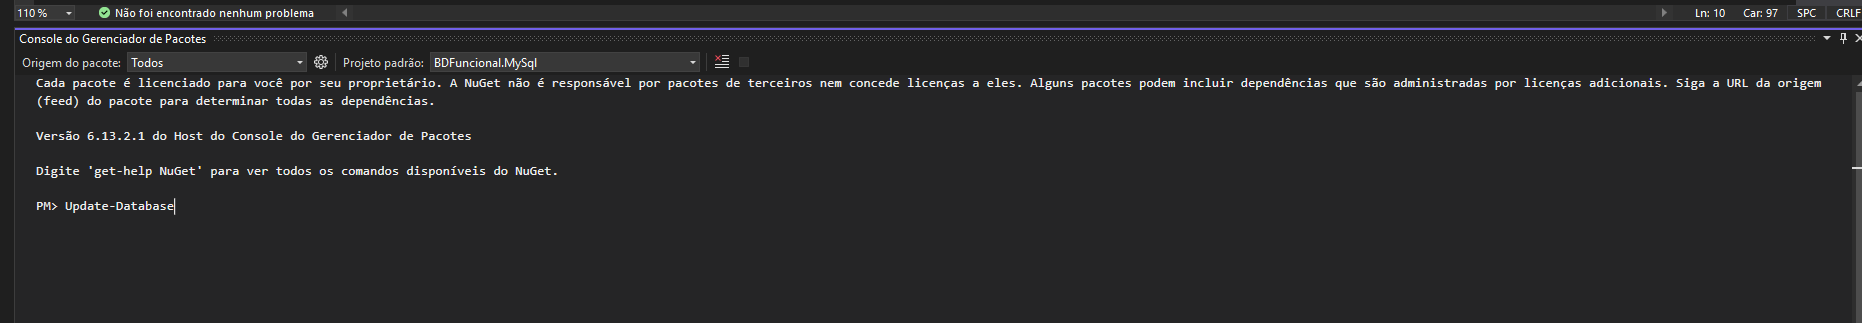 110 % Não foi encontrado nenhum problema Ln: 10 Car: 97 SPC CRLF
Console do Gerenciador de Pacotes
Origem do pacote: Todos Projeto padrão: BDFuncional.MySql
Cada pacote é licenciado para você por seu proprietário. A NuGet não é responsável por pacotes de terceiros nem concede licenças a eles. Alguns pacotes podem incluir dependências que são administradas por licenças adicionais. Siga a URL da origem
(feed) do pacote para determinar todas as dependências.
Versão 6.13.2.1 do Host do Console do Gerenciador de Pacotes
Digite 'get-help NuGet' para ver todos os comandos disponíveis do NuGet.
PM> Update-Database